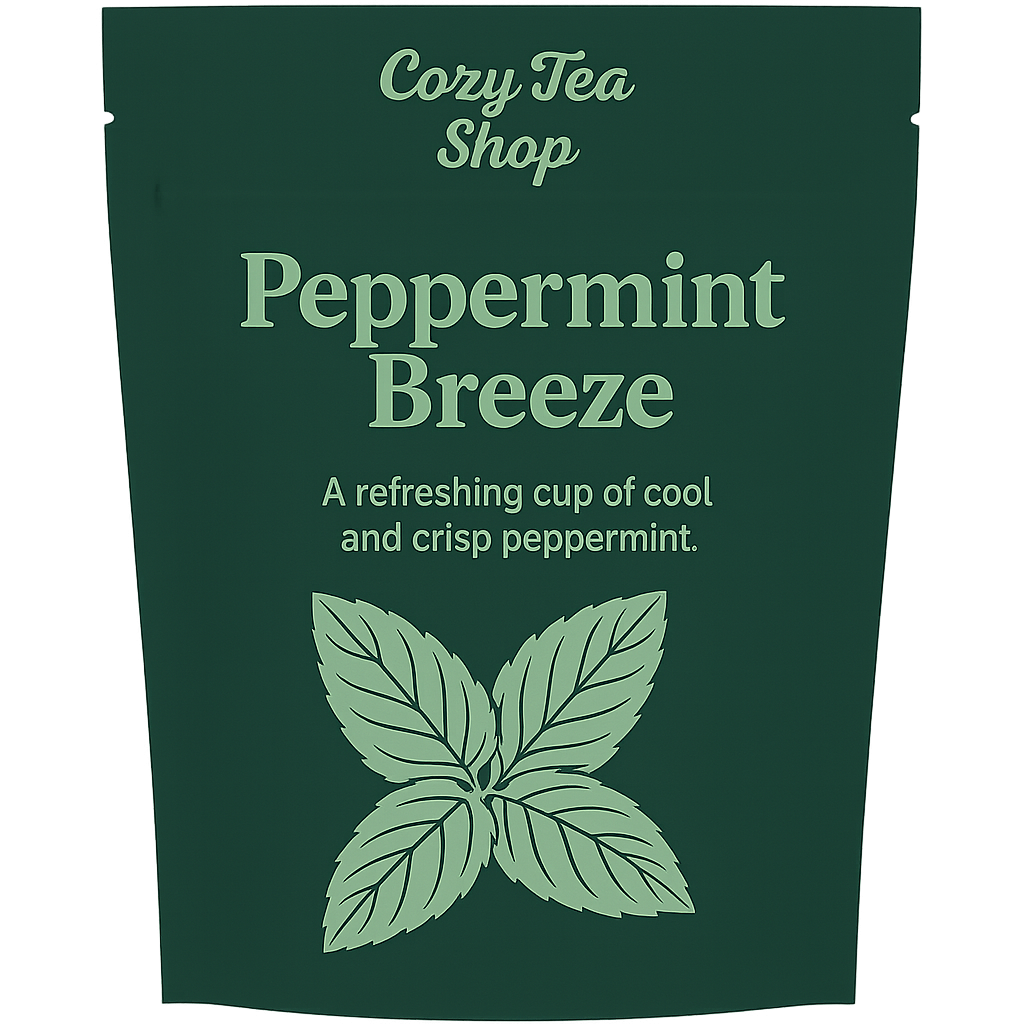 Cozy Tea
Shop
Peppermint
Breeze
A refreshing cup of cool
and crisp peppermint.